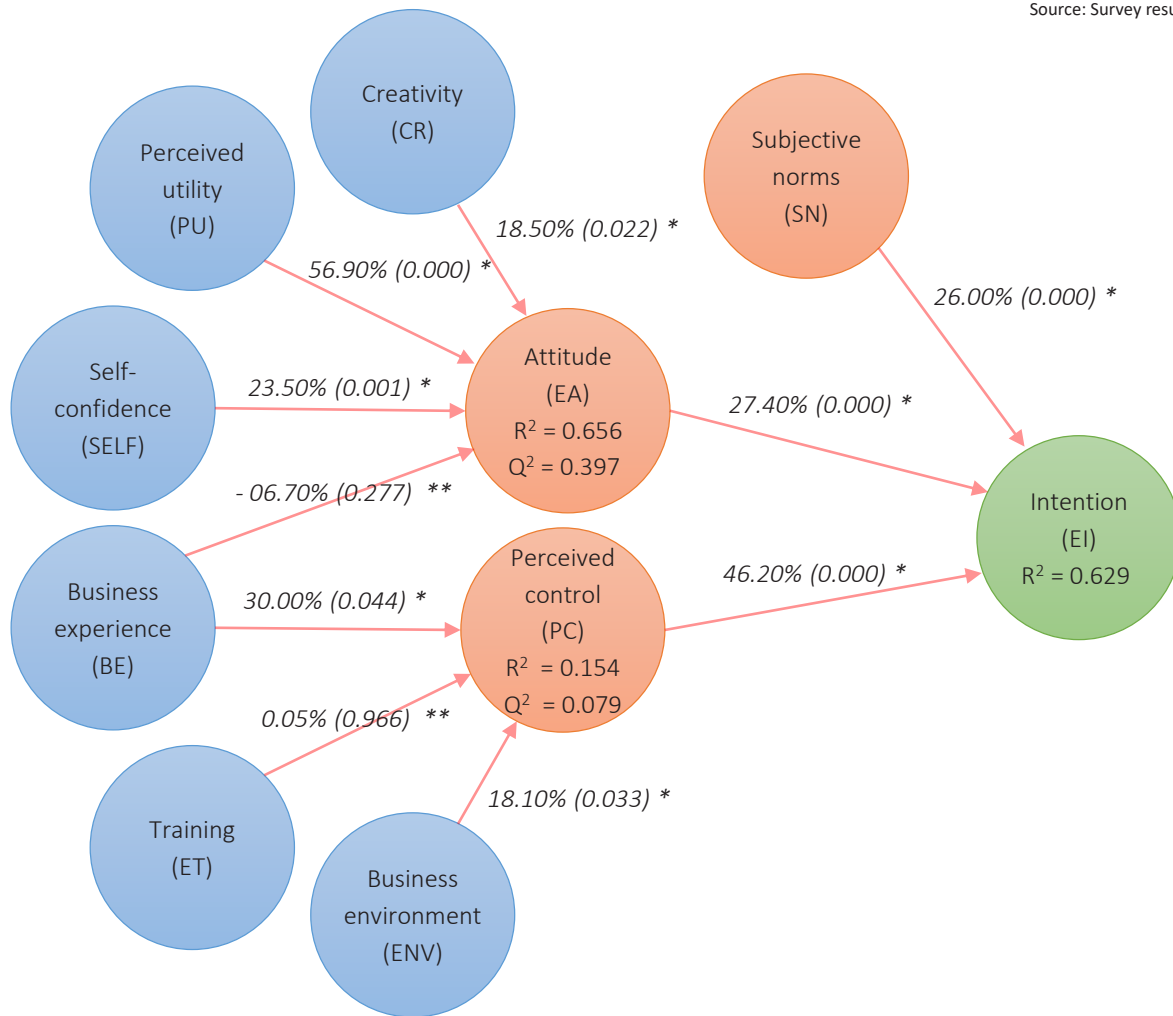 Source: Survey resu
Creativity
(CR)
Perceived
utility
(PU)
Subjective
norms
(SN)
18.50% (0.022) *
56.90% (0.000) *
26.00% (0.000) *
Self-
confidence
(SELF)
23.50% (0.001) *
Attitude
(EA)
R² = 0.656
Q² = 0.397
27.40% (0.000) *
- 06.70% (0.277) **
Intention
(EI)
R² = 0.629
Business
experience
(BE)
30.00% (0.044) *
Perceived
control
(PC)
R² = 0.154
Q² = 0.079
46.20% (0.000) *
0.05% (0.966) **
Training
(ET)
18.10% (0.033) *
Business
environment
(ENV)